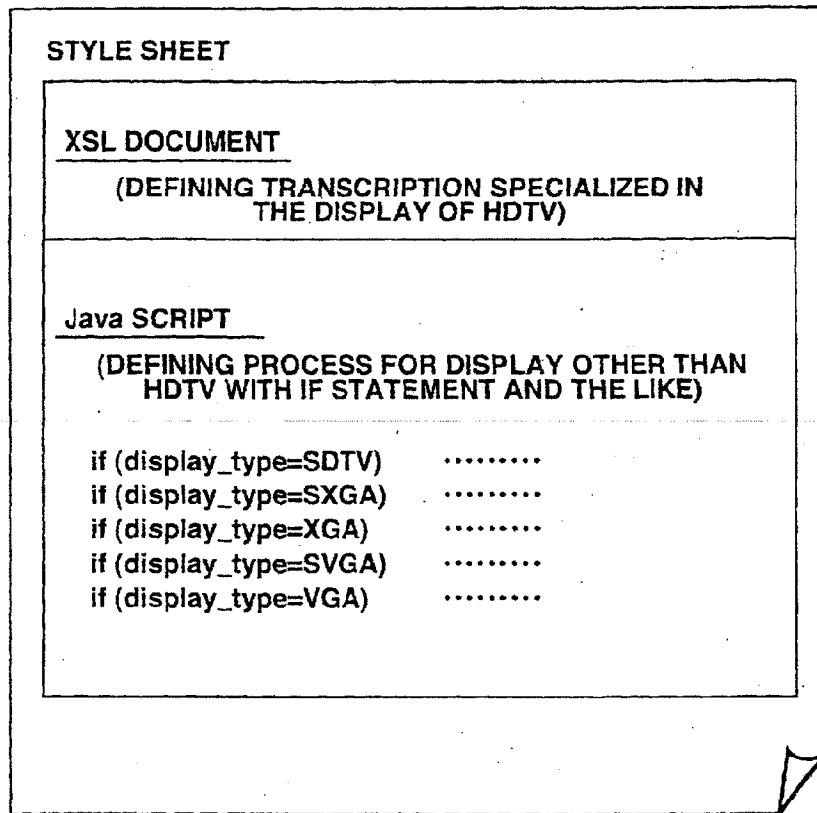 STYLE SHEET
XSL DOCUMENT
(DEFINING TRANSCRIPTION SPECIALIZED IN
THE DISPLAY OF HDTV)
Java SCRIPT
(DEFINING PROCESS FOR DISPLAY OTHER THAN
HDTV WITH IF STATEMENT AND THE LIKE)
if (display_type=SDTV) ·········
if (display_type=SXGA) ·········
if (display_type=XGA) ·········
if (display_type=SVGA) ·········
if (display_type=VGA) ·········